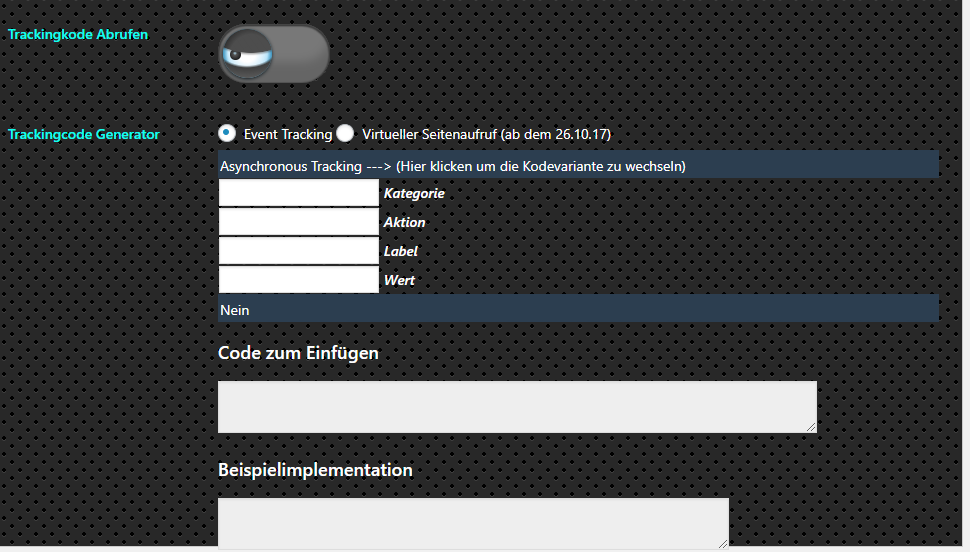 Trackingkode Abrufen
Trackingcode Generator
Event Tracking Virtueller Seitenaufruf (ab dem 26.10.17)
Asynchronous Tracking ---> (Hier klicken um die Kodevariante zu wechseln)
Kategorie
Aktion
Label
Wert
Nein
Code zum Einfügen
Beispielimplementation